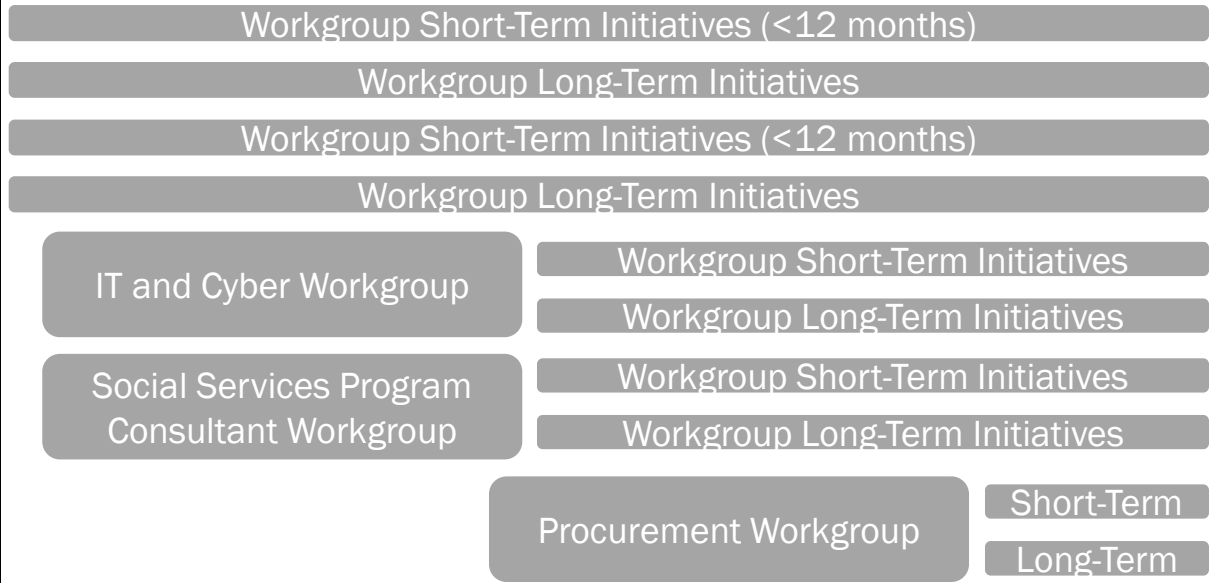 Workgroup Short-Term Initiatives (<12 months)
Workgroup Long-Term Initiatives
Workgroup Short-Term Initiatives (<12 months)
Workgroup Long-Term Initiatives
IT and Cyber Workgroup
Workgroup Short-Term Initiatives
Workgroup Long-Term Initiatives
Social Services Program
Consultant Workgroup
Workgroup Short-Term Initiatives
Workgroup Long-Term Initiatives
Procurement Workgroup
Short-Term
Long-Term